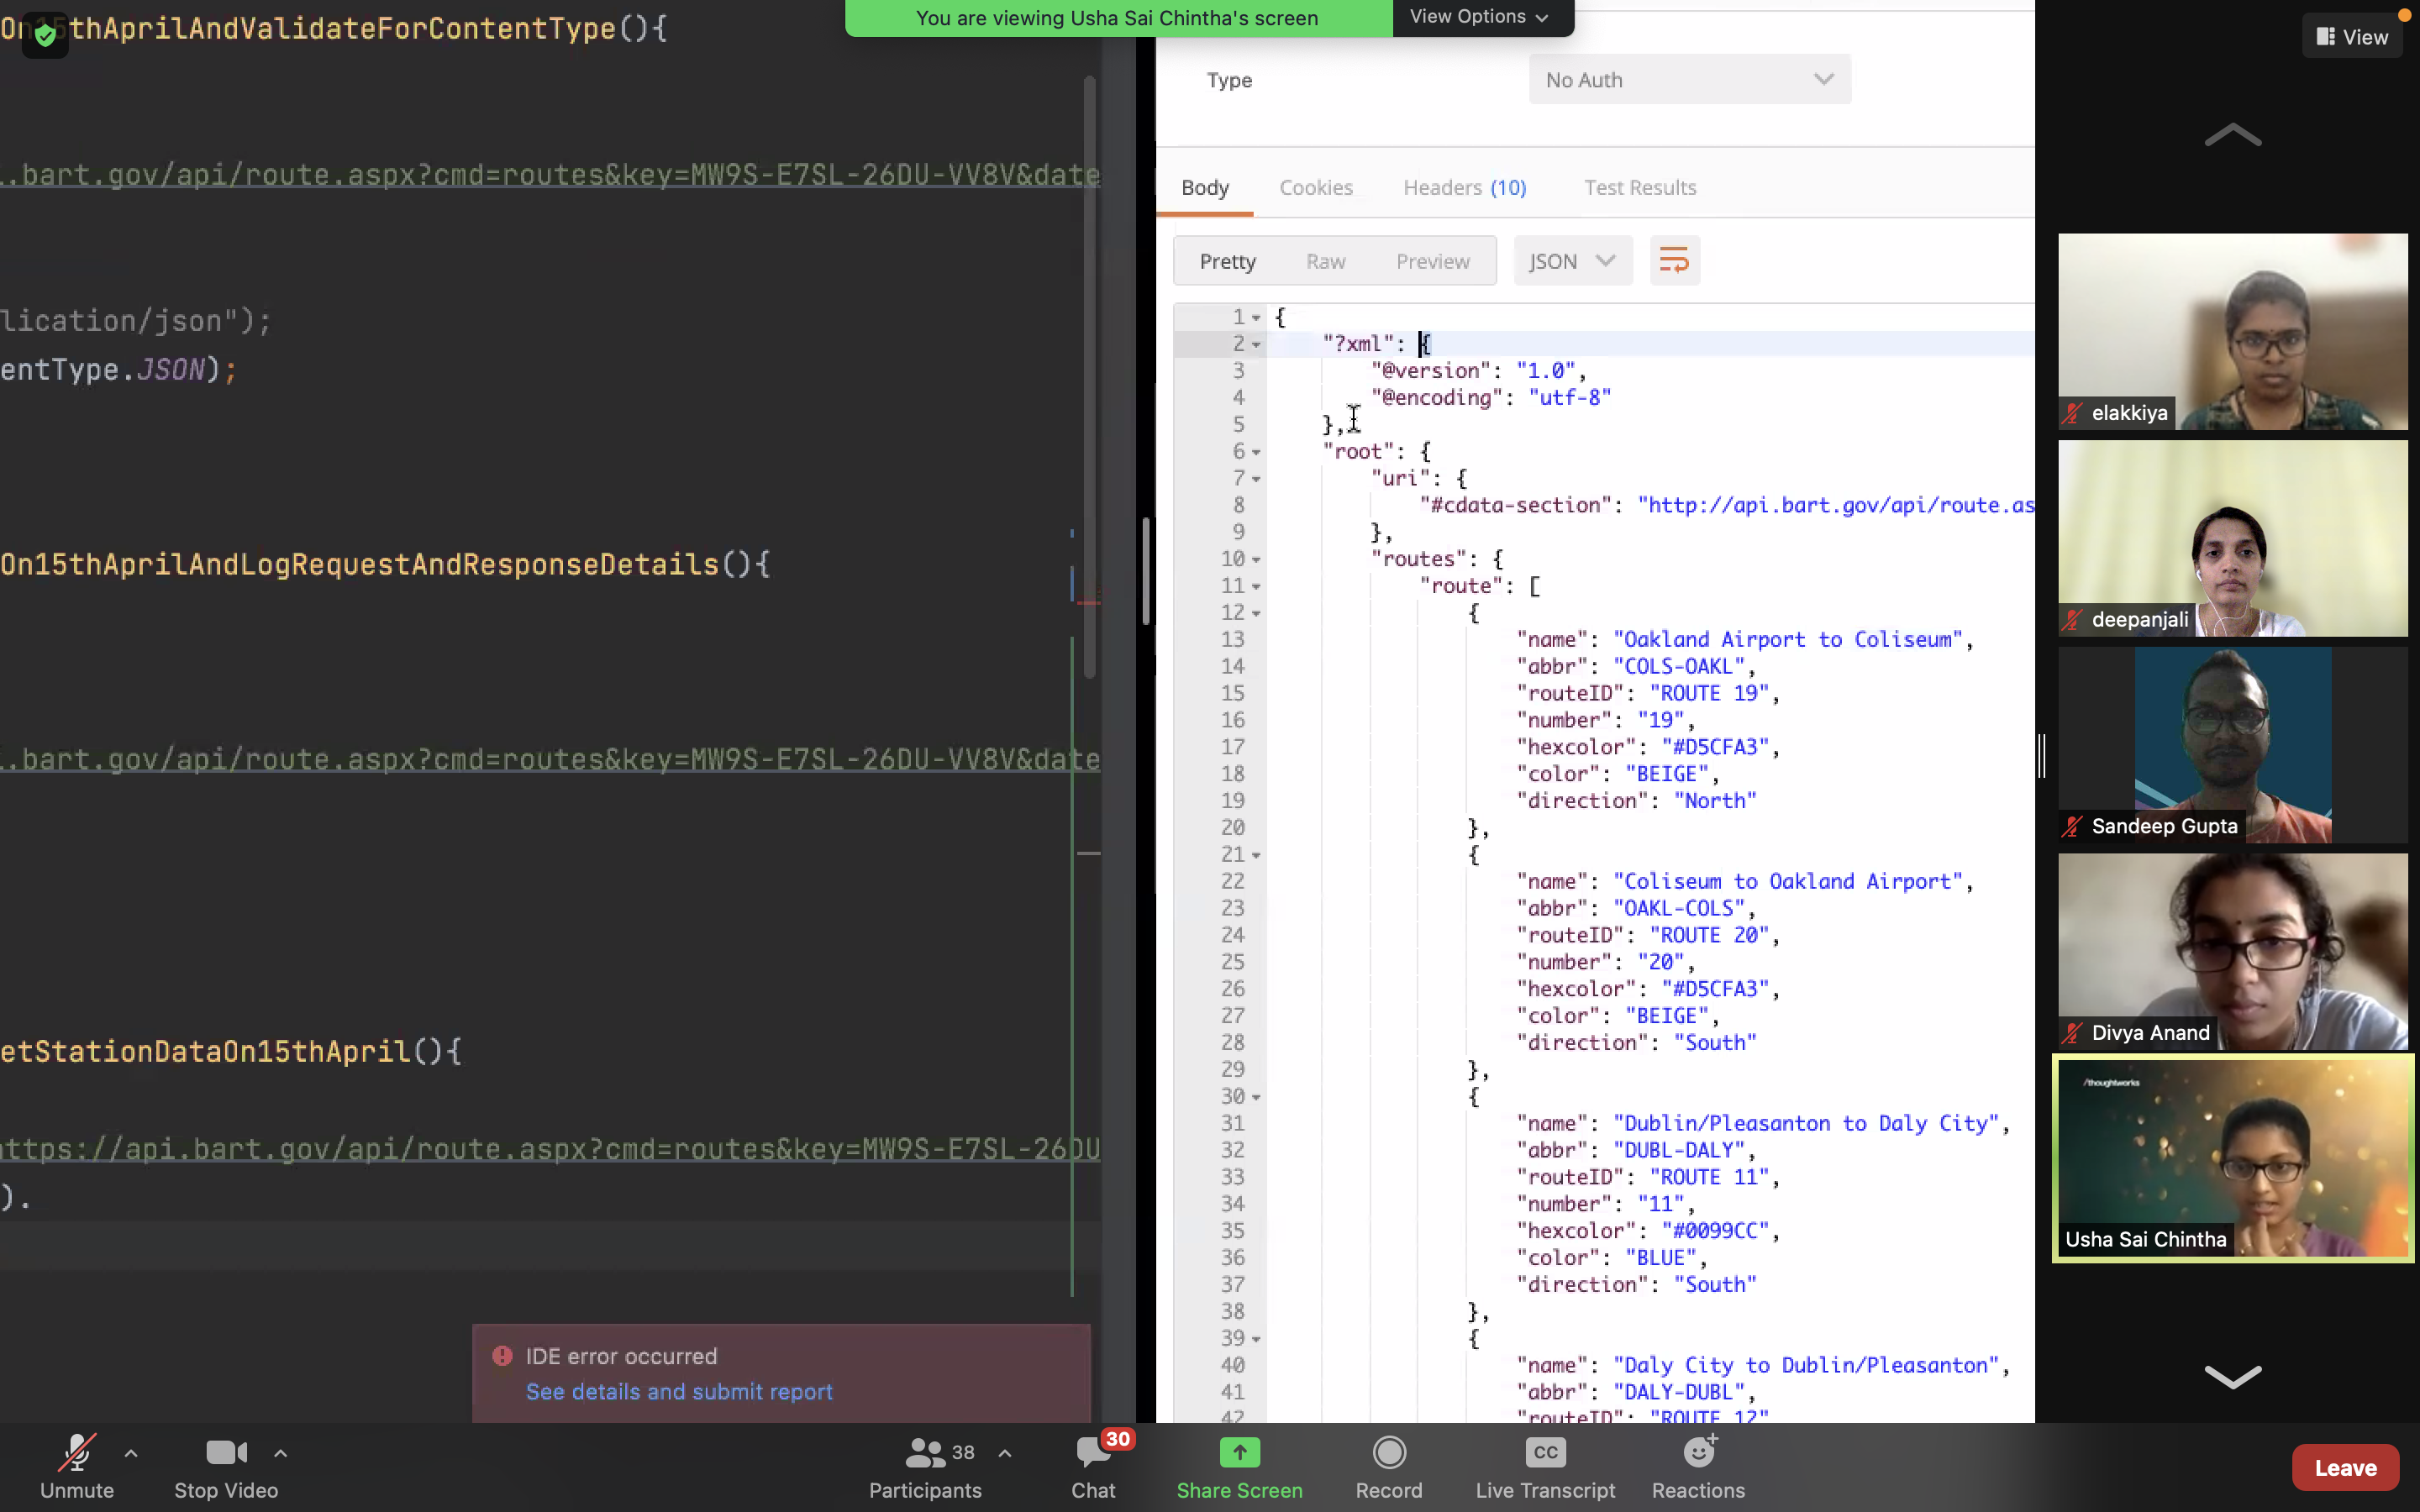 You are viewing Usha Sai Chintha's screen
View Options
View
On15thAprilAndValidateForContentType(){
.bart.gov/api/route.aspx?cmd=routes&key=MW9S-E7SL-26DU-VV8V&date
lication/json");
entType.JSON);
On15thAprilAndLogRequestAndResponseDetails(){
.bart.gov/api/route.aspx?cmd=routes&key=MW9S-E7SL-26DU-VV8V&date
etStationDataOn15thApril(){
https://api.bart.gov/api/route.aspx?cmd=routes&key=MW9S-E7SL-26DU
).
IDE error occurred
See details and submit report
Type
No Auth
Body Cookies Headers (10) Test Results
Pretty Raw Preview JSON
1 {
2 "?xml": {
3 "@version": "1.0",
4 "@encoding": "utf-8"
5 },
6 "root": {
7 "uri": {
8 "#cdata-section": "http://api.bart.gov/api/route.as
9 },
10 "routes": {
11 "route": [
12 {
13 "name": "Oakland Airport to Coliseum",
14 "abbr": "COLS-OAKL",
15 "routeID": "ROUTE 19",
16 "number": "19",
17 "hexcolor": "#D5CFA3",
18 "color": "BEIGE",
19 "direction": "North"
20 },
21 {
22 "name": "Coliseum to Oakland Airport",
23 "abbr": "OAKL-COLS",
24 "routeID": "ROUTE 20",
25 "number": "20",
26 "hexcolor": "#D5CFA3",
27 "color": "BEIGE",
28 "direction": "South"
29 },
30 {
31 "name": "Dublin/Pleasanton to Daly City",
32 "abbr": "DUBL-DALY",
33 "routeID": "ROUTE 11",
34 "number": "11",
35 "hexcolor": "#0099CC",
36 "color": "BLUE",
37 "direction": "South"
38 },
39 {
40 "name": "Daly City to Dublin/Pleasanton",
41 "abbr": "DALY-DUBL",
42 "routeID": "ROUTE 12"
elakkiya
deepanjali
Sandeep Gupta
Divya Anand
/thoughtworks
Usha Sai Chintha
Unmute
Stop Video
38
Participants
30
Chat
Share Screen
Record
CC
Live Transcript
Reactions
Leave